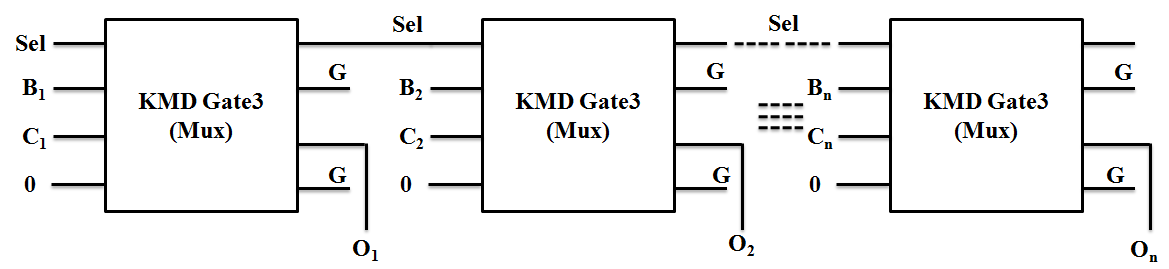 Sel
B1
C1
0
KMD Gate3
(Mux)
G
G
O1
Sel
B2
C2
0
KMD Gate3
(Mux)
G
G
O2
Sel
Bn
Cn
0
KMD Gate3
(Mux)
G
G
On